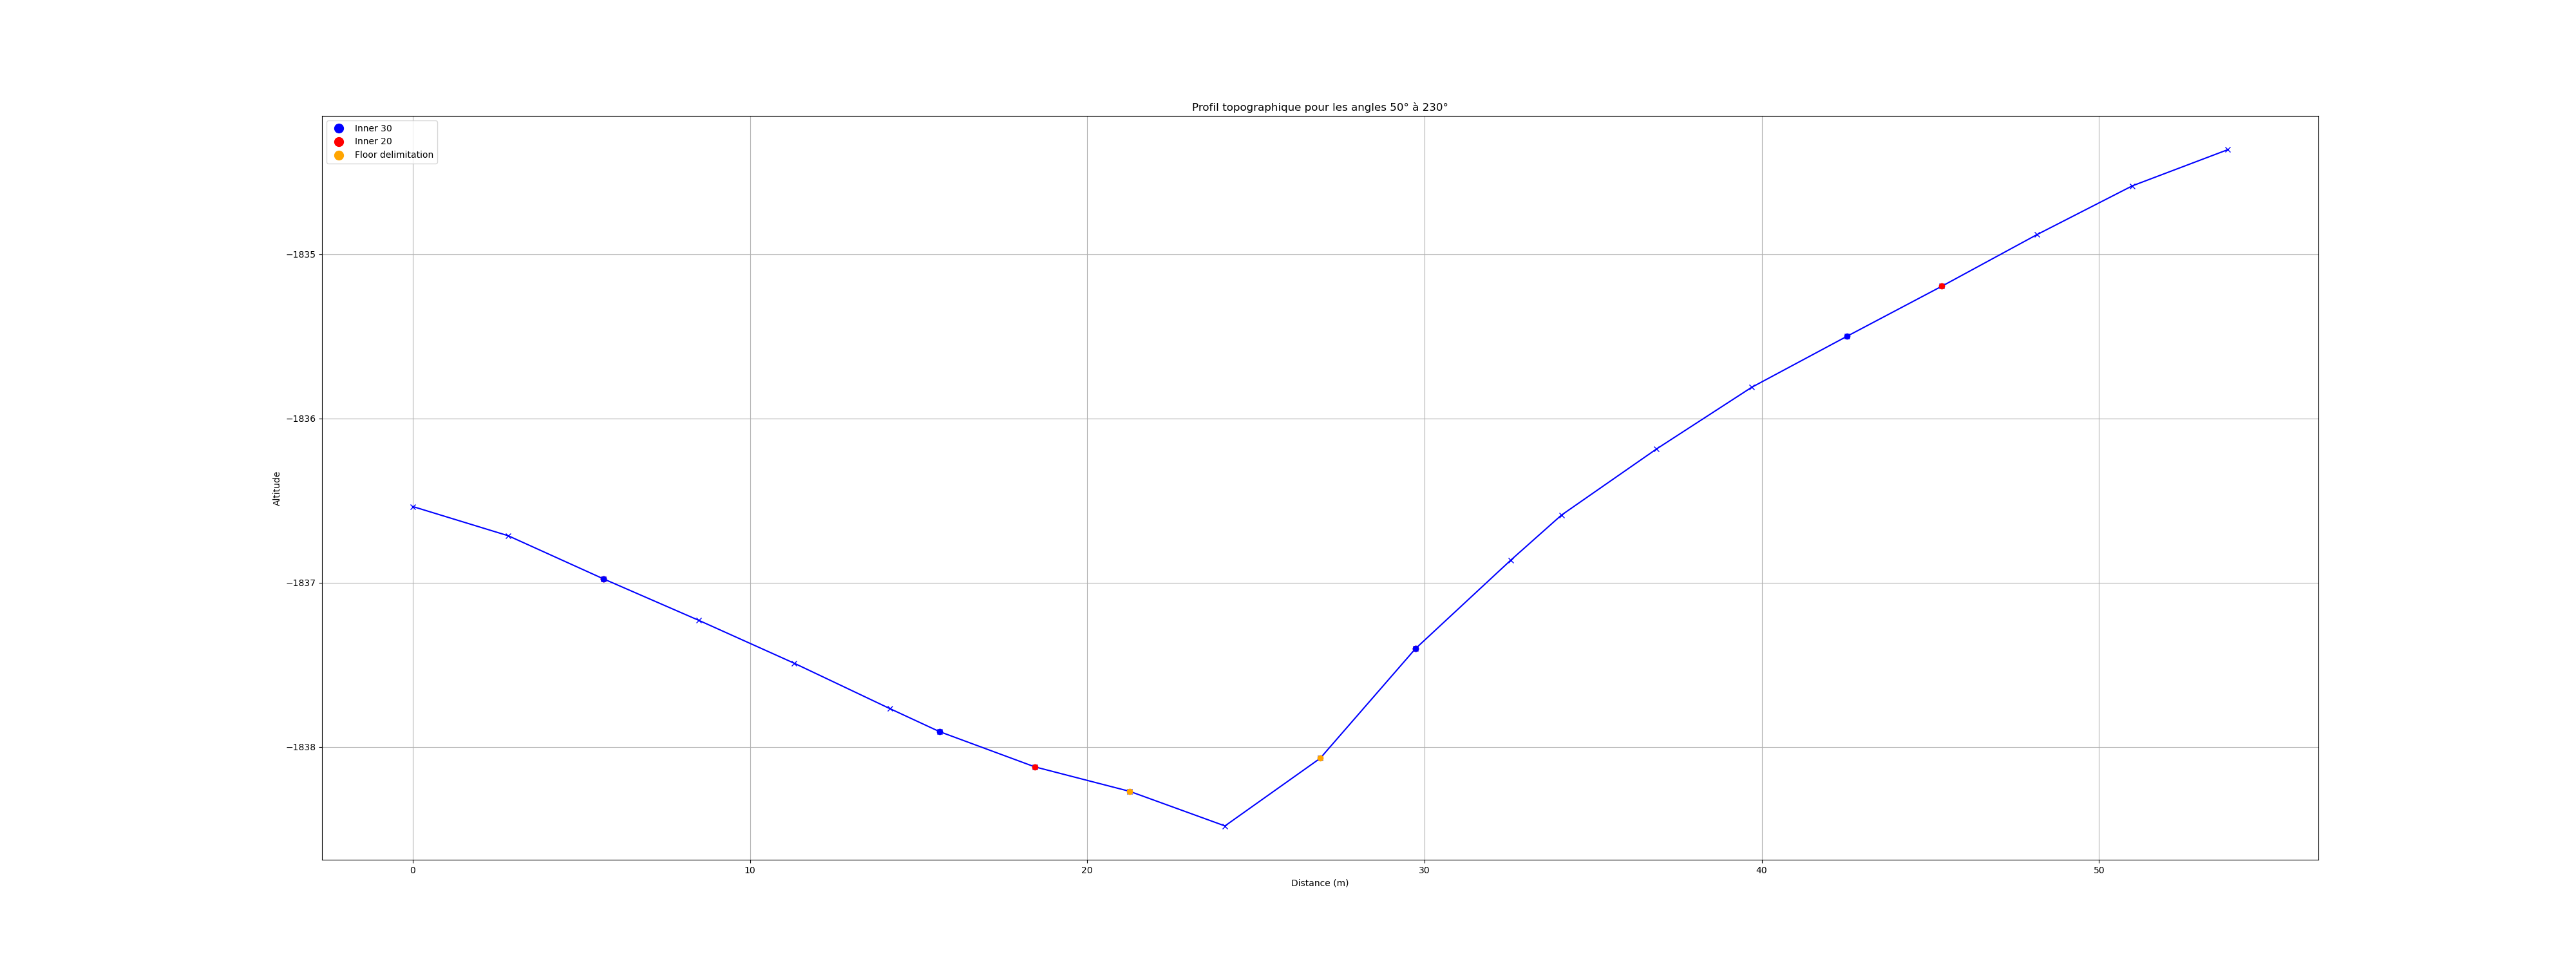 Profil topographique pour les angles 50° à 230°
Inner 30
Inner 20
Floor delimitation
−1835
−1836
−1837
−1838
Altitude
0 10 20 30 40 50
Distance (m)